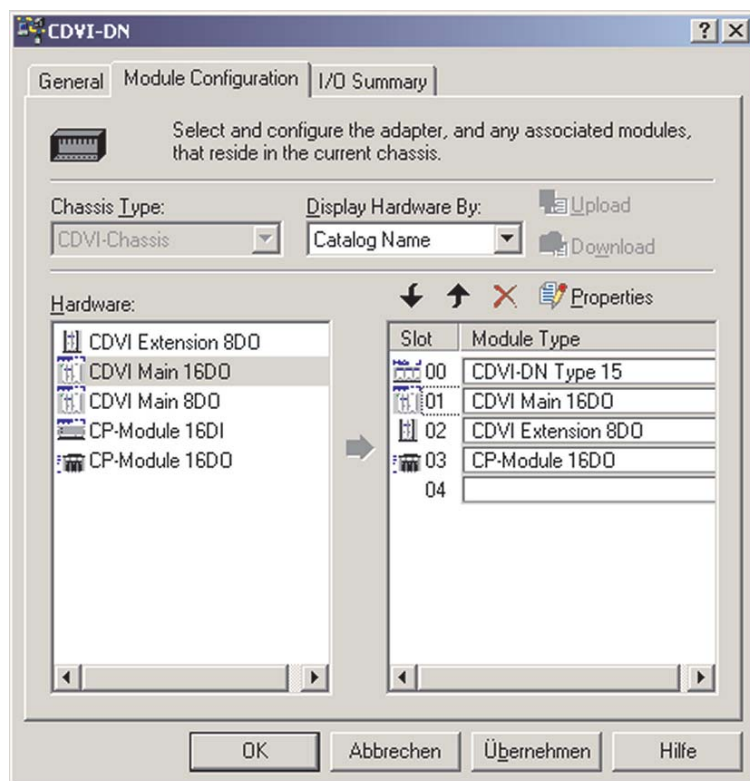 CDVI-DN
General Module Configuration I/O Summary
Select and configure the adapter, and any associated modules,
that reside in the current chassis.
Chassis Type: Display Hardware By: Upload
CDVI-Chassis Catalog Name Download
Hardware: Properties
CDVI Extension 8DO
CDVI Main 16DO
CDVI Main 8DO
CP-Module 16DI
CP-Module 16DO
Slot Module Type
00 CDVI-DN Type 15
01 CDVI Main 16DO
02 CDVI Extension 8DO
03 CP-Module 16DO
04
OK Abbrechen Übernehmen Hilfe